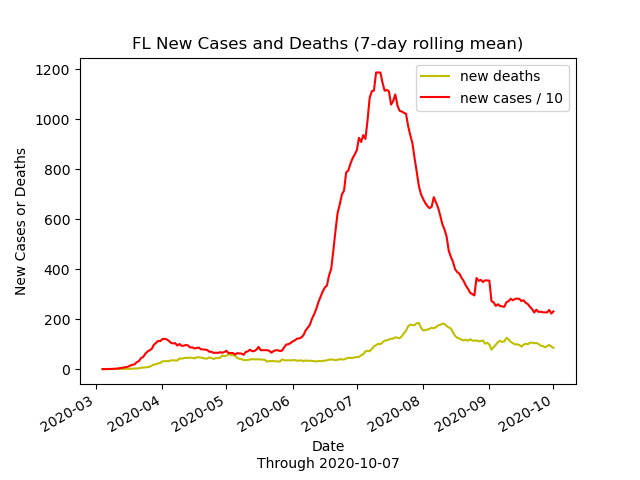 FL New Cases and Deaths (7-day rolling mean)
new deaths
new cases / 10
1200
1000
800
600
400
200
0
New Cases or Deaths
2020-03
2020-04
2020-05
2020-06
2020-07
2020-08
2020-09
2020-10
Date
Through 2020-10-07